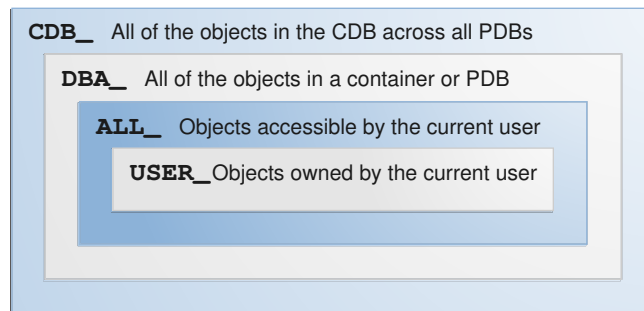 CDB_ All of the objects in the CDB across all PDBs
DBA_ All of the objects in a container or PDB
ALL_ Objects accessible by the current user
USER_Objects owned by the current user